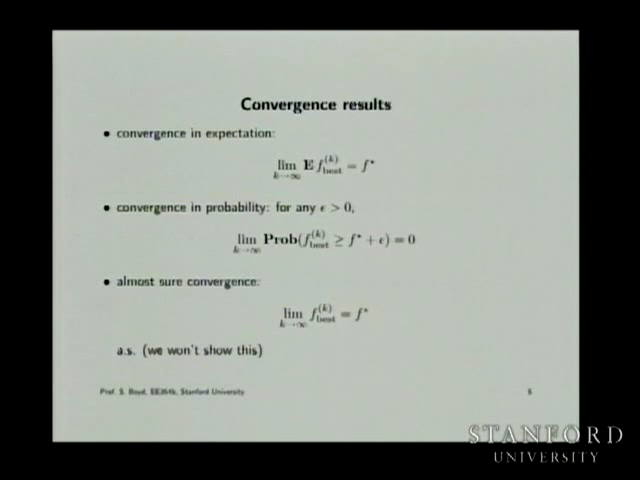 Convergence results
• convergence in expectation:
lim_{k→∞} E f_best^(k) = f*
• convergence in probability: for any ϵ > 0,
lim_{k→∞} Prob(f_best^(k) ≥ f* + ϵ) = 0
• almost sure convergence:
lim_{k→∞} f_best^(k) = f*
a.s. (we won't show this)
Prof. S. Boyd, EE364b, Stanford University 5
STANFORD
UNIVERSITY